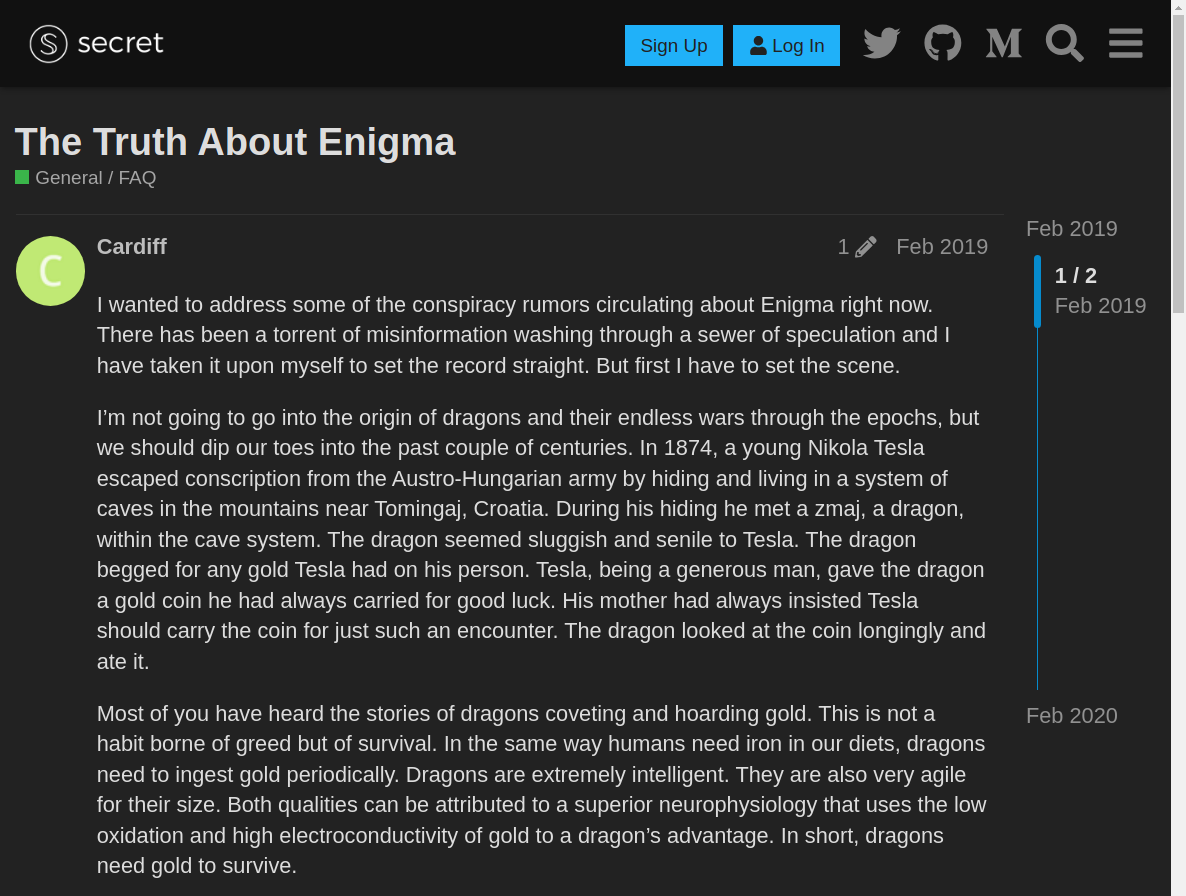 secret
Sign Up
Log In
The Truth About Enigma
General / FAQ
Cardiff
1
Feb 2019
Feb 2019
1 / 2
Feb 2019
I wanted to address some of the conspiracy rumors circulating about Enigma right now.
There has been a torrent of misinformation washing through a sewer of speculation and I
have taken it upon myself to set the record straight. But first I have to set the scene.
I’m not going to go into the origin of dragons and their endless wars through the epochs, but
we should dip our toes into the past couple of centuries. In 1874, a young Nikola Tesla
escaped conscription from the Austro-Hungarian army by hiding and living in a system of
caves in the mountains near Tomingaj, Croatia. During his hiding he met a zmaj, a dragon,
within the cave system. The dragon seemed sluggish and senile to Tesla. The dragon
begged for any gold Tesla had on his person. Tesla, being a generous man, gave the dragon
a gold coin he had always carried for good luck. His mother had always insisted Tesla
should carry the coin for just such an encounter. The dragon looked at the coin longingly and
ate it.
Most of you have heard the stories of dragons coveting and hoarding gold. This is not a
habit borne of greed but of survival. In the same way humans need iron in our diets, dragons
need to ingest gold periodically. Dragons are extremely intelligent. They are also very agile
for their size. Both qualities can be attributed to a superior neurophysiology that uses the low
oxidation and high electroconductivity of gold to a dragon’s advantage. In short, dragons
need gold to survive.
Feb 2020
C